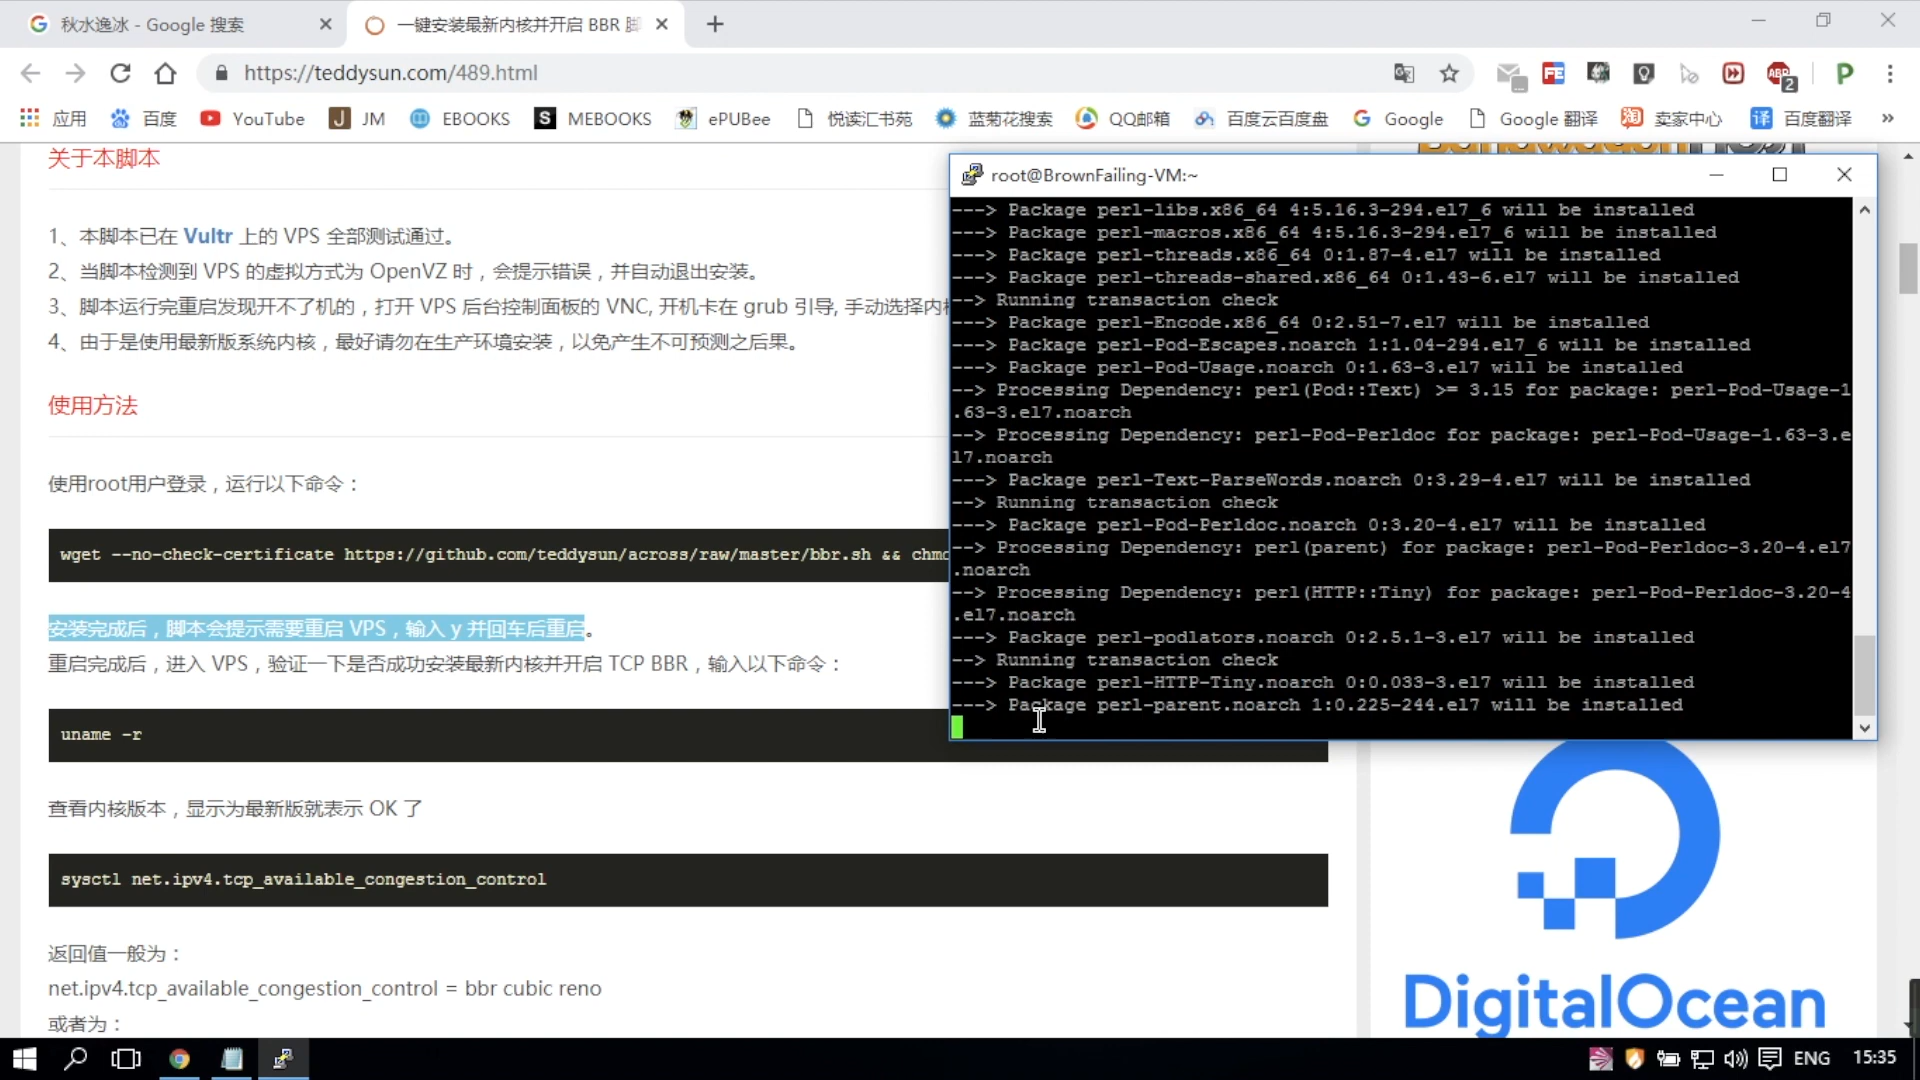 秋水逸冰 - Google 搜索
一键安装最新内核并开启 BBR 脚
https://teddysun.com/489.html
FE
ABP
2
P
应用
百度
YouTube
J
JM
EBOOKS
S
MEBOOKS
ePUBee
悦读汇书苑
蓝菊花搜索
QQ邮箱
百度云百度盘
Google
Google 翻译
淘
卖家中心
译
百度翻译
»
关于本脚本
1、本脚本已在 Vultr 上的 VPS 全部测试通过。
2、当脚本检测到 VPS 的虚拟方式为 OpenVZ 时，会提示错误，并自动退出安装。
3、脚本运行完重启发现开不了机的，打开 VPS 后台控制面板的 VNC, 开机卡在 grub 引导, 手动选择内核
4、由于是使用最新版系统内核，最好请勿在生产环境安装，以免产生不可预测之后果。
使用方法
使用root用户登录，运行以下命令：
wget --no-check-certificate https://github.com/teddysun/across/raw/master/bbr.sh && chmo
安装完成后，脚本会提示需要重启 VPS，输入 y 并回车后重启。
重启完成后，进入 VPS，验证一下是否成功安装最新内核并开启 TCP BBR，输入以下命令：
uname -r
查看内核版本，显示为最新版就表示 OK 了
sysctl net.ipv4.tcp_available_congestion_control
返回值一般为：
net.ipv4.tcp_available_congestion_control = bbr cubic reno
或者为：
root@BrownFailing-VM:~
---> Package perl-libs.x86_64 4:5.16.3-294.el7_6 will be installed
---> Package perl-macros.x86_64 4:5.16.3-294.el7_6 will be installed
---> Package perl-threads.x86_64 0:1.87-4.el7 will be installed
---> Package perl-threads-shared.x86_64 0:1.43-6.el7 will be installed
--> Running transaction check
---> Package perl-Encode.x86_64 0:2.51-7.el7 will be installed
---> Package perl-Pod-Escapes.noarch 1:1.04-294.el7_6 will be installed
---> Package perl-Pod-Usage.noarch 0:1.63-3.el7 will be installed
--> Processing Dependency: perl(Pod::Text) >= 3.15 for package: perl-Pod-Usage-1
.63-3.el7.noarch
--> Processing Dependency: perl-Pod-Perldoc for package: perl-Pod-Usage-1.63-3.e
l7.noarch
---> Package perl-Text-ParseWords.noarch 0:3.29-4.el7 will be installed
--> Running transaction check
---> Package perl-Pod-Perldoc.noarch 0:3.20-4.el7 will be installed
--> Processing Dependency: perl(parent) for package: perl-Pod-Perldoc-3.20-4.el7
.noarch
--> Processing Dependency: perl(HTTP::Tiny) for package: perl-Pod-Perldoc-3.20-4
.el7.noarch
---> Package perl-podlators.noarch 0:2.5.1-3.el7 will be installed
--> Running transaction check
---> Package perl-HTTP-Tiny.noarch 0:0.033-3.el7 will be installed
---> Package perl-parent.noarch 1:0.225-244.el7 will be installed
DigitalOcean
ENG
15:35